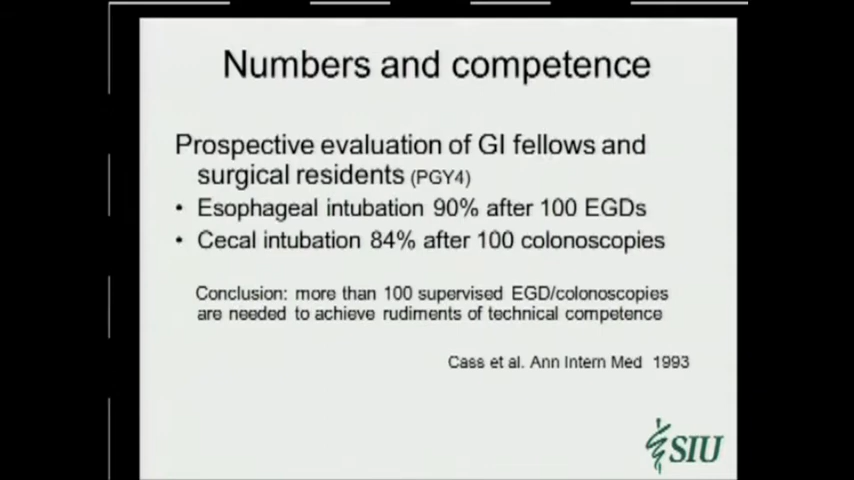 Numbers and competence
Prospective evaluation of GI fellows and
surgical residents (PGY4)
• Esophageal intubation 90% after 100 EGDs
• Cecal intubation 84% after 100 colonoscopies
Conclusion: more than 100 supervised EGD/colonoscopies
are needed to achieve rudiments of technical competence
Cass et al. Ann Intern Med 1993
SIU